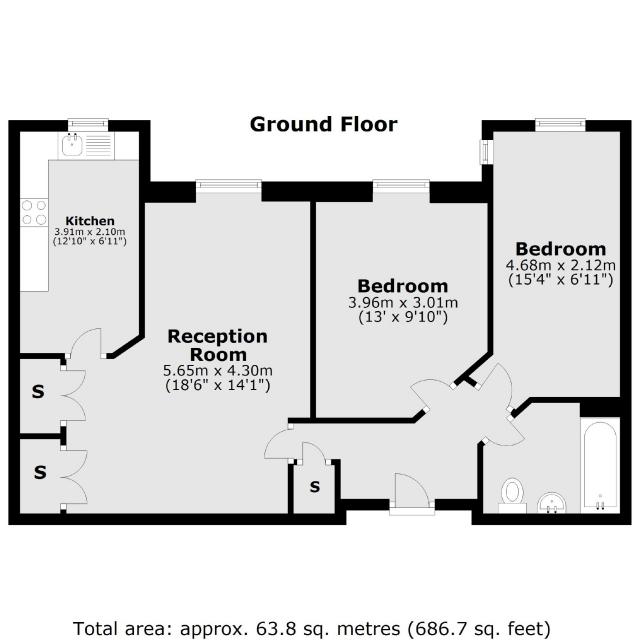 Ground Floor
Kitchen
3.91m x 2.10m
(12'10" x 6'11")
Bedroom
4.68m x 2.12m
(15'4" x 6'11")
Bedroom
3.96m x 3.01m
(13' x 9'10")
Reception
Room
5.65m x 4.30m
(18'6" x 14'1")
S
S
S
Total area: approx. 63.8 sq. metres (686.7 sq. feet)